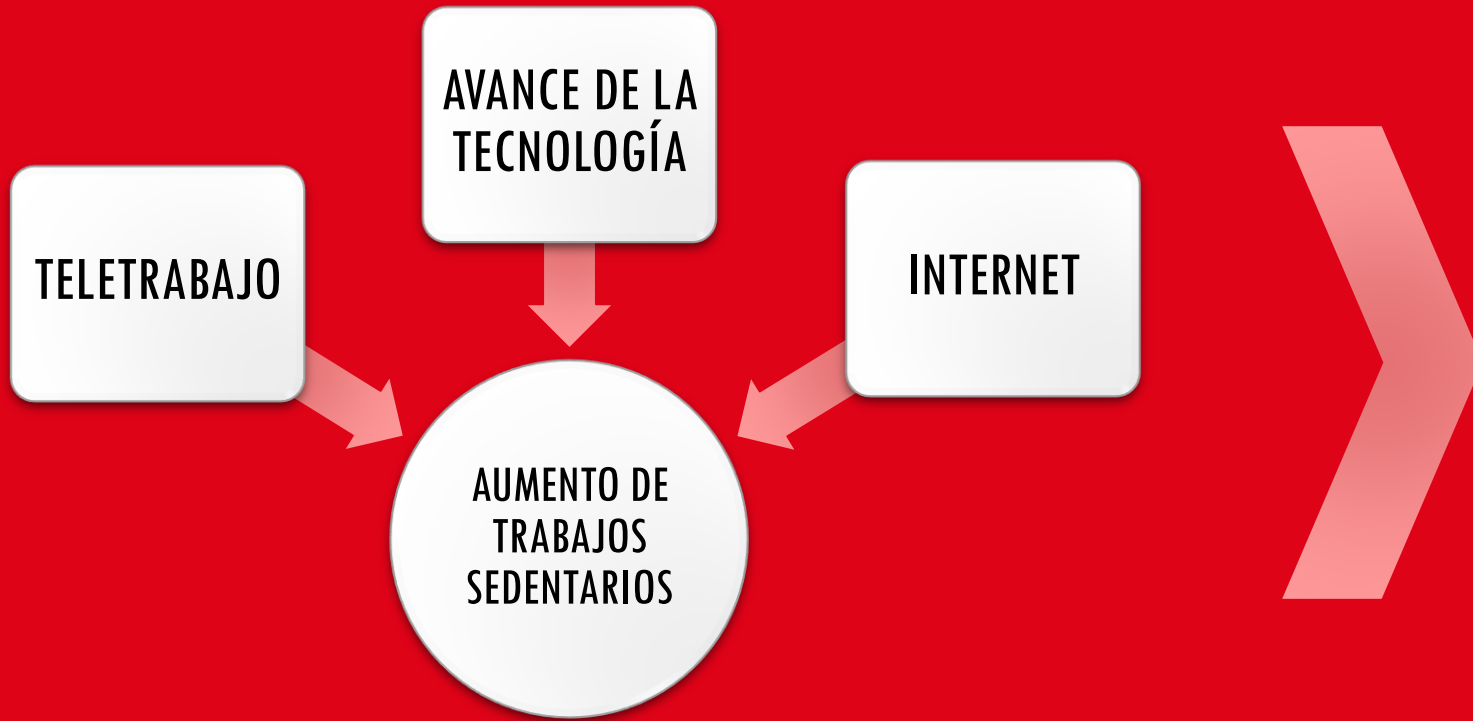 AVANCE DE LA
TECNOLOGÍA
TELETRABAJO
INTERNET
AUMENTO DE
TRABAJOS
SEDENTARIOS